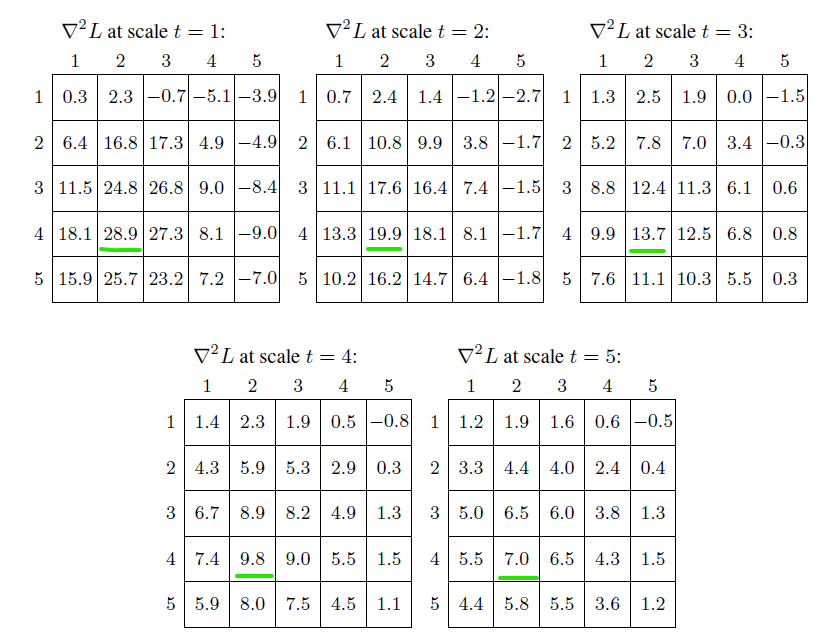 ∇²L at scale t = 1: ∇²L at scale t = 2: ∇²L at scale t = 3:
1 2 3 4 5 1 2 3 4 5 1 2 3 4 5
1 0.3 2.3 −0.7 −5.1 −3.9 1 0.7 2.4 1.4 −1.2 −2.7 1 1.3 2.5 1.9 0.0 −1.5
2 6.4 16.8 17.3 4.9 −4.9 2 6.1 10.8 9.9 3.8 −1.7 2 5.2 7.8 7.0 3.4 −0.3
3 11.5 24.8 26.8 9.0 −8.4 3 11.1 17.6 16.4 7.4 −1.5 3 8.8 12.4 11.3 6.1 0.6
4 18.1 28.9 27.3 8.1 −9.0 4 13.3 19.9 18.1 8.1 −1.7 4 9.9 13.7 12.5 6.8 0.8
5 15.9 25.7 23.2 7.2 −7.0 5 10.2 16.2 14.7 6.4 −1.8 5 7.6 11.1 10.3 5.5 0.3
∇²L at scale t = 4: ∇²L at scale t = 5:
1 2 3 4 5 1 2 3 4 5
1 1.4 2.3 1.9 0.5 −0.8 1 1.2 1.9 1.6 0.6 −0.5
2 4.3 5.9 5.3 2.9 0.3 2 3.3 4.4 4.0 2.4 0.4
3 6.7 8.9 8.2 4.9 1.3 3 5.0 6.5 6.0 3.8 1.3
4 7.4 9.8 9.0 5.5 1.5 4 5.5 7.0 6.5 4.3 1.5
5 5.9 8.0 7.5 4.5 1.1 5 4.4 5.8 5.5 3.6 1.2